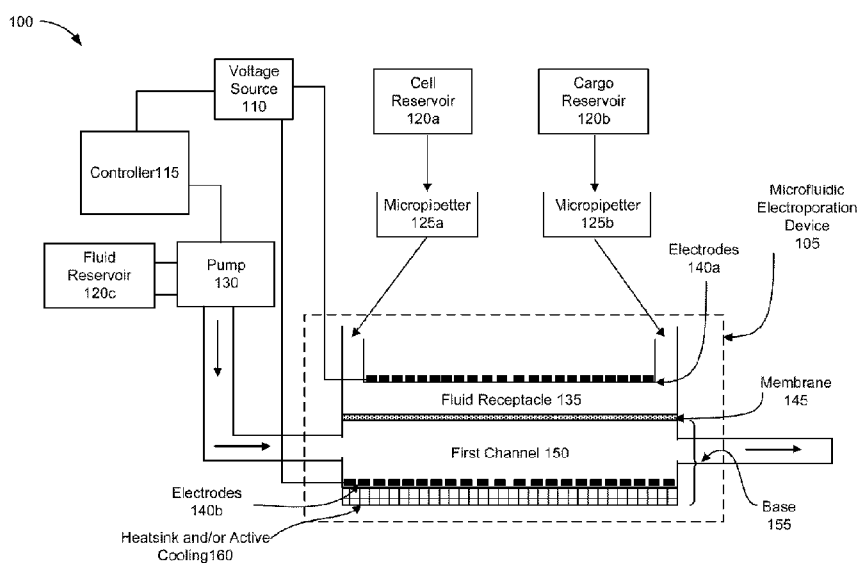 100
Voltage
Source
110
Cell
Reservoir
120a
Cargo
Reservoir
120b
Controller115
Micropipetter
125a
Micropipetter
125b
Microfluidic
Electroporation
Device
105
Fluid
Reservoir
120c
Pump
130
Electrodes
140a
Fluid Receptacle 135
Membrane
145
First Channel 150
Electrodes
140b
Base
155
Heatsink and/or Active
Cooling160